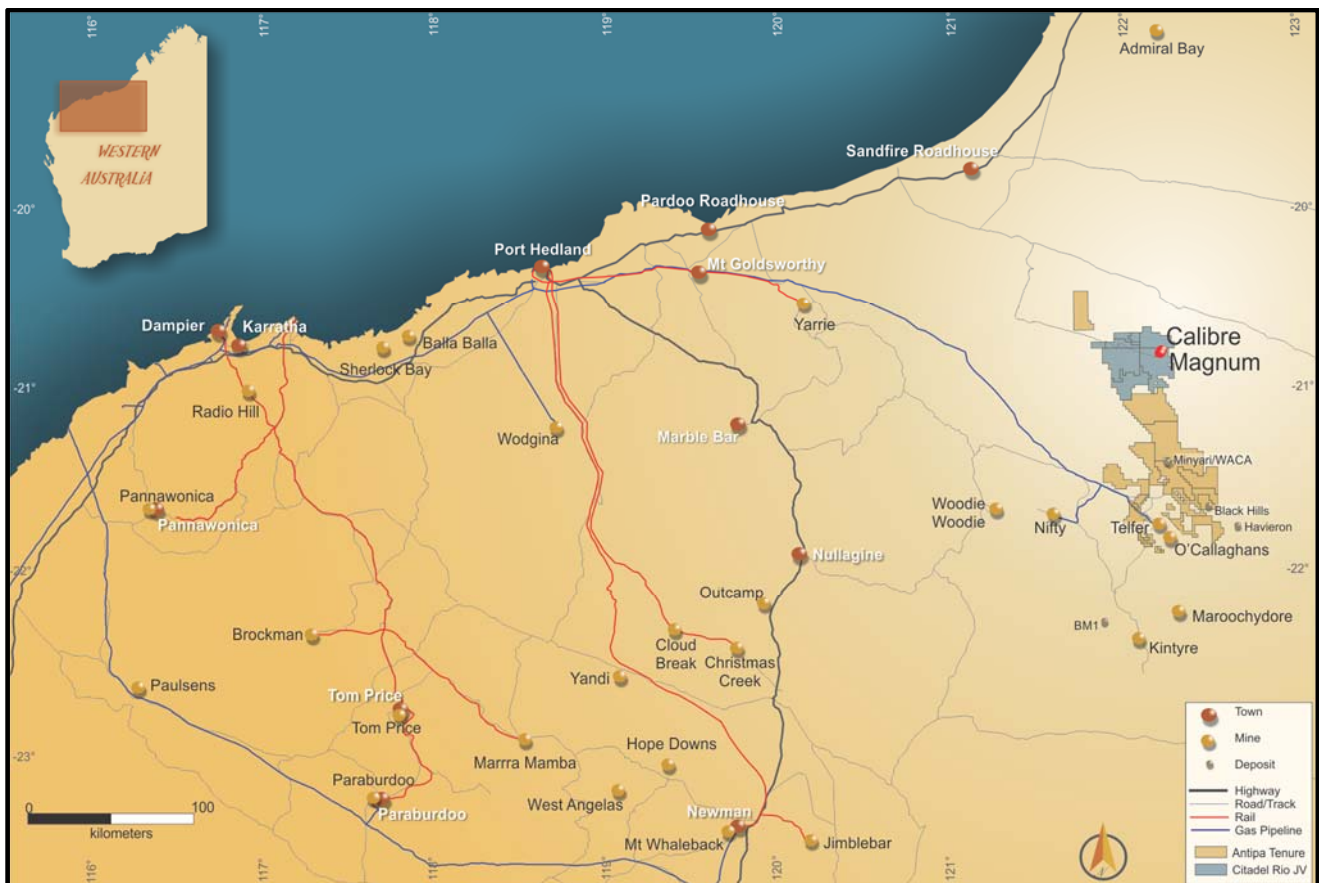 116°
117°
118°
119°
120°
121°
122°
123°
Admiral Bay
WESTERN
AUSTRALIA
Sandfire Roadhouse
-20°
-20°
Pardoo Roadhouse
Port Hedland
Mt Goldsworthy
Dampier
Karratha
Yarrie
Balla Balla
Sherlock Bay
Calibre
Magnum
-21°
-21°
Radio Hill
Wodgina
Marble Bar
Minyari/WACA
Pannawonica
Pannawonica
Woodie
Woodie
Nifty
Telfer
Black Hills
Havieron
O'Callaghans
Nullagine
-22°
-22°
Outcamp
Brockman
Cloud
Break
Christmas
Creek
BM1
Maroochydore
Kintyre
Paulsens
Yandi
Tom Price
Tom Price
Marrra Mamba
Hope Downs
-23°
-23°
Paraburdoo
Paraburdoo
West Angelas
Newman
Mt Whaleback
Jimblebar
0
100
kilometers
Town
Mine
Deposit
Highway
Road/Track
Rail
Gas Pipeline
Antipa Tenure
Citadel Rio JV
116°
117°
118°
119°
120°
121°
122°